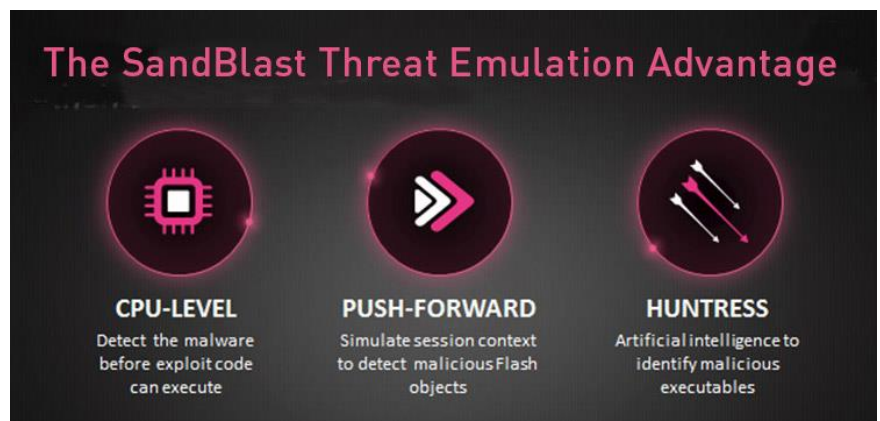 The SandBlast Threat Emulation Advantage
CPU-LEVEL
Detect the malware
before exploit code
can execute
PUSH-FORWARD
Simulate session context
to detect malicious Flash
objects
HUNTRESS
Artificial intelligence to
identify malicious
executables